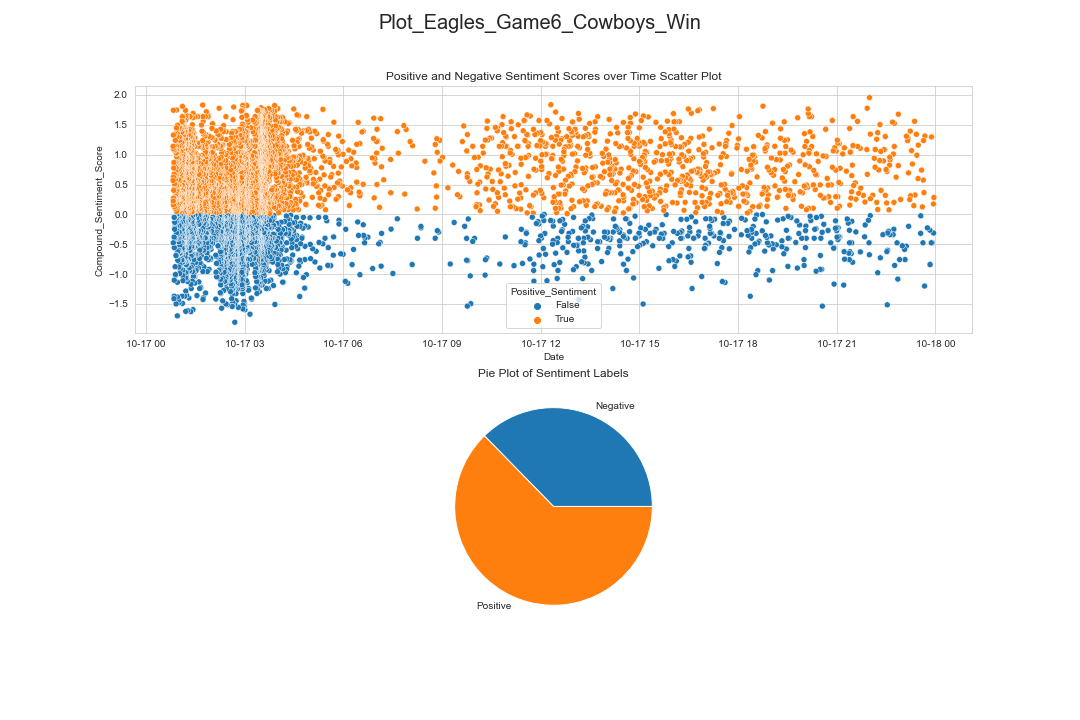 Plot_Eagles_Game6_Cowboys_Win
Positive and Negative Sentiment Scores over Time Scatter Plot
Compound_Sentiment_Score
2.0
1.5
1.0
0.5
0.0
−0.5
−1.0
−1.5
Positive_Sentiment
False
True
10-17 00 10-17 03 10-17 06 10-17 09 10-17 12 10-17 15 10-17 18 10-17 21 10-18 00
Date
Pie Plot of Sentiment Labels
Negative
Positive